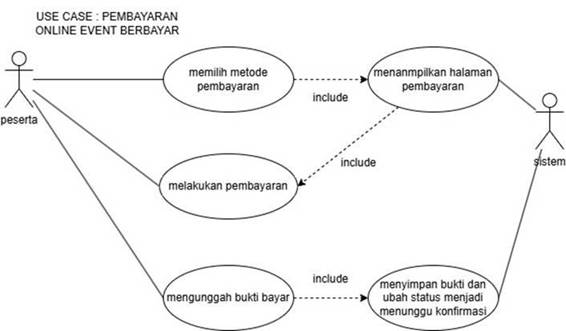 USE CASE : PEMBAYARAN
ONLINE EVENT BERBAYAR
memilih metode
pembayaran
include
menanmpilkan halaman
pembayaran
peserta
sistem
include
melakukan pembayaran
mengunggah bukti bayar
include
menyimpan bukti dan
ubah status menjadi
menunggu konfirmasi